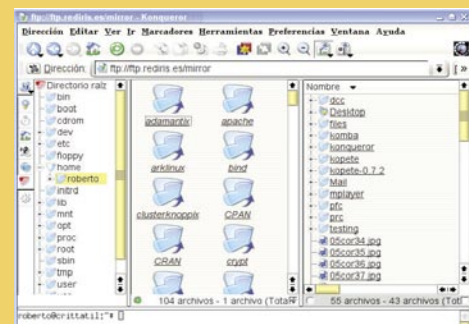 ftp://ftp.rediris.es/mirror - Konqueror
Dirección Editar Ver Ir Marcadores Herramientas Preferencias Ventana Ayuda
Dirección: ftp://ftp.rediris.es/mirror
Directorio raíz
bin
boot
cdrom
dev
etc
floppy
home
roberto
initrd
lib
mnt
opt
proc
root
sbin
tmp
user
adamantix apache
arklinux bind
clusterknoppix CPAN
CRAN crypt
104 archivos - 1 archivo (Total
Nombre
dcc
Desktop
files
komba
konqueror
kopete
kopete-0.7.2
Mail
mplayer
pfc
prc
testing
05cor34.jpg
05cor35.jpg
05cor36.jpg
05cor37.jpg
55 archivos - 43 archivos (Tot
roberto@crittatil:~$